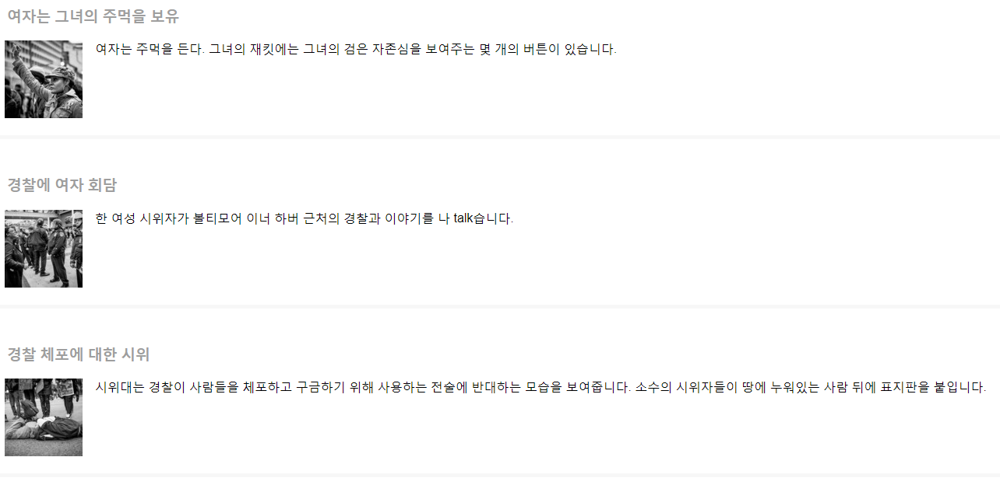 여자는 그녀의 주먹을 보유
여자는 주먹을 든다. 그녀의 재킷에는 그녀의 검은 자존심을 보여주는 몇 개의 버튼이 있습니다.
경찰에 여자 회담
한 여성 시위자가 볼티모어 이너 하버 근처의 경찰과 이야기를 나 talk습니다.
경찰 체포에 대한 시위
시위대는 경찰이 사람들을 체포하고 구금하기 위해 사용하는 전술에 반대하는 모습을 보여줍니다. 소수의 시위자들이 땅에 누워있는 사람 뒤에 표지판을 붙입니다.